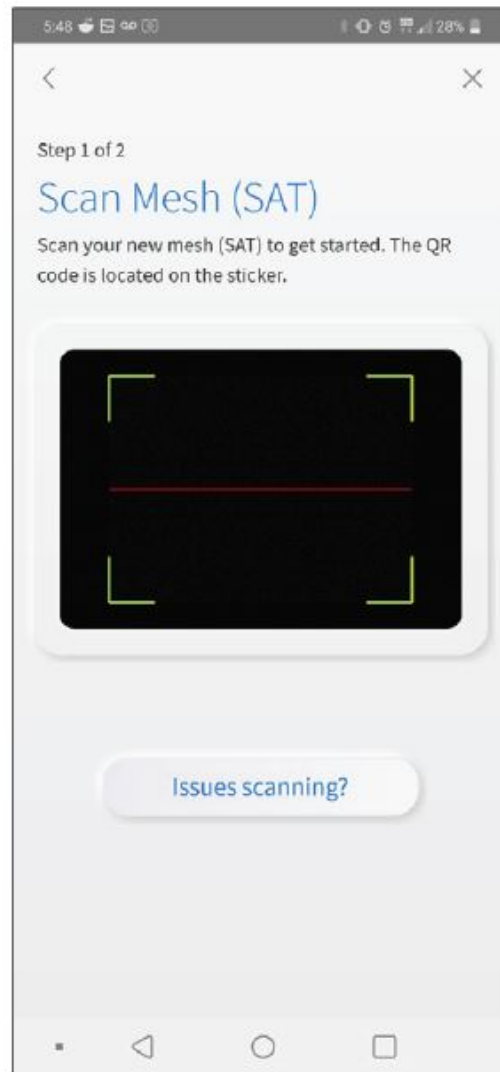 5:48
28%
Step 1 of 2
Scan Mesh (SAT)
Scan your new mesh (SAT) to get started. The QR
code is located on the sticker.
Issues scanning?